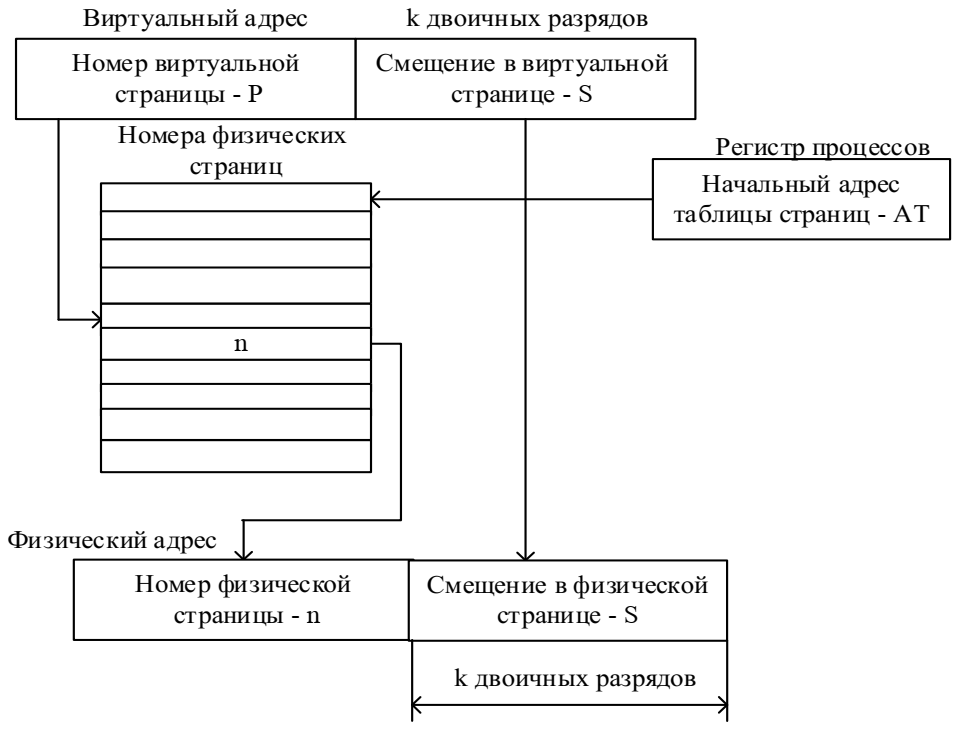 Виртуальный адрес
k двоичных разрядов
Номер виртуальной
страницы - P
Смещение в виртуальной
странице - S
Номера физических
страниц
Регистр процессов
Начальный адрес
таблицы страниц - АТ
n
Физический адрес
Номер физической
страницы - n
Смещение в физической
странице - S
k двоичных разрядов